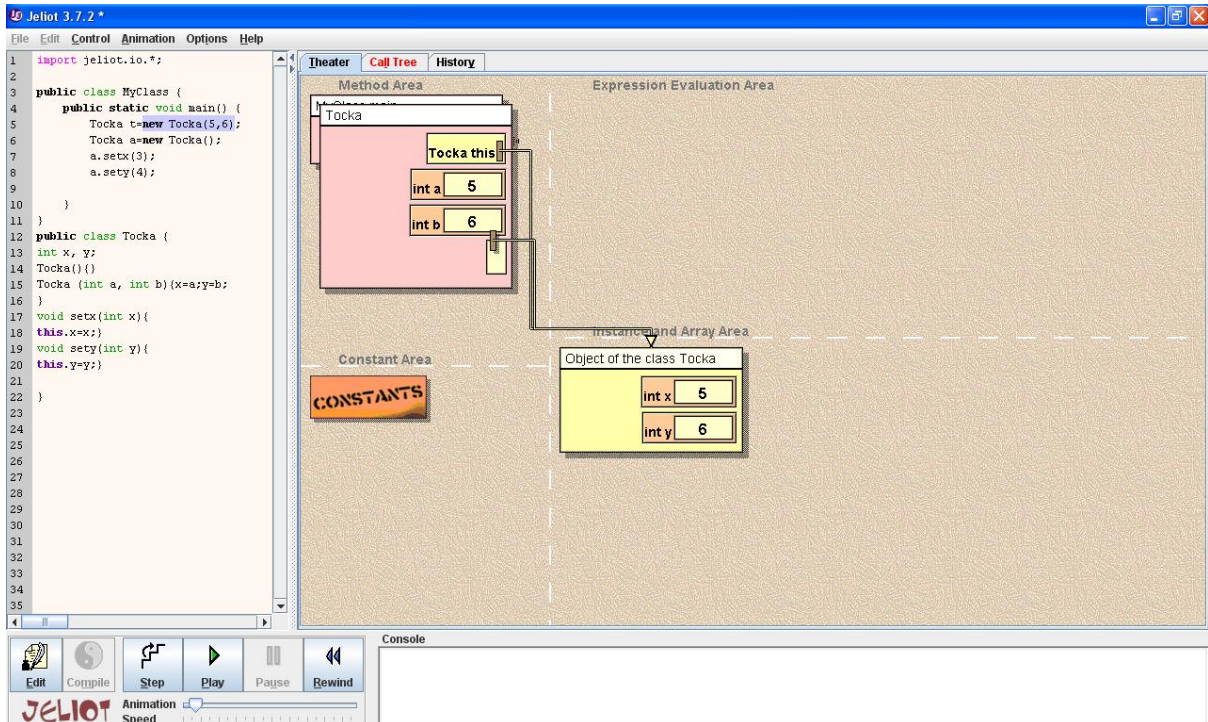 Jeliot 3.7.2 *
File Edit Control Animation Options Help
1 import jeliot.io.*;
2
3 public class MyClass {
4 public static void main() {
5 Tocka t=new Tocka(5,6);
6 Tocka a=new Tocka();
7 a.setx(3);
8 a.sety(4);
9
10 }
11 }
12 public class Tocka {
13 int x, y;
14 Tocka(){}
15 Tocka (int a, int b){x=a;y=b;
16 }
17 void setx(int x){
18 this.x=x;}
19 void sety(int y){
20 this.y=y;}
21
22 }
23
24
25
26
27
28
29
30
31
32
33
34
35
Theater Call Tree History
Method Area
Expression Evaluation Area
Tocka
Tocka this
int a 5
int b 6
Constant Area
CONSTANTS
Instance and Array Area
Object of the class Tocka
int x 5
int y 6
Edit Compile Step Play Pause Rewind
JELIOT
Animation
Speed
Console